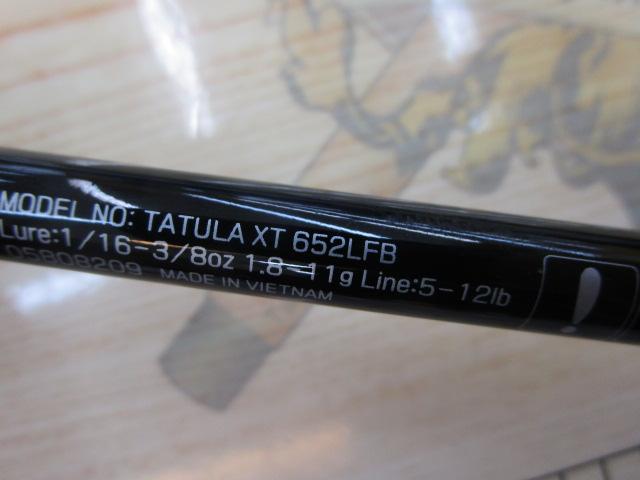 MODEL NO: TATULA XT 652LFB
Lure:1/16-3/8oz 1.8-11g Line:5-12lb
05808209 MADE IN VIETNAM
!